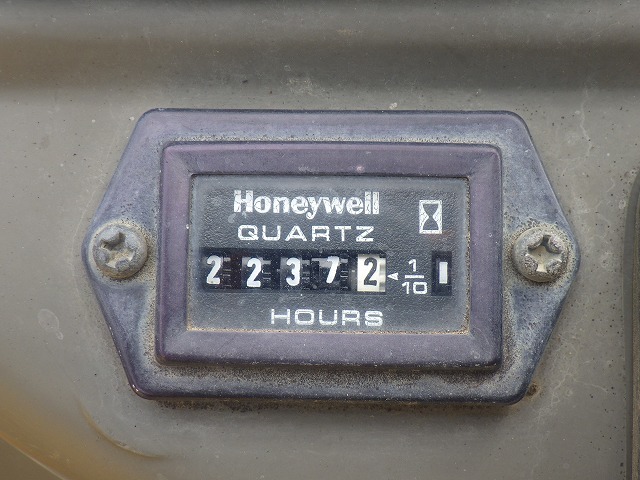 Honeywell
QUARTZ
2 2 3 7 2 ◄ 1/10
HOURS